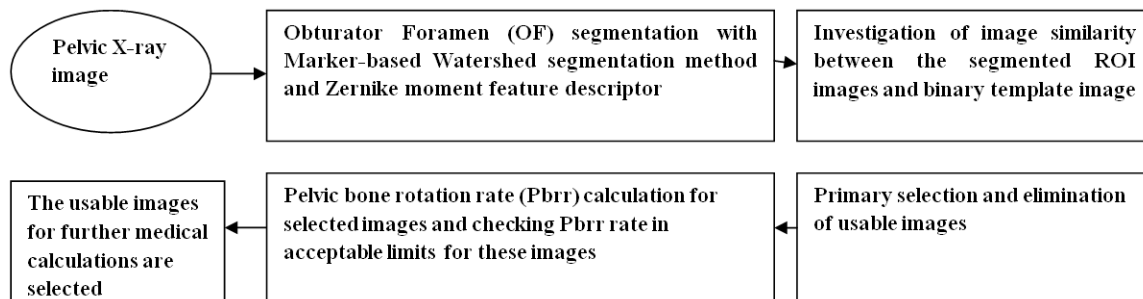 Pelvic X-ray
image
Obturator Foramen (OF) segmentation with
Marker-based Watershed segmentation method
and Zernike moment feature descriptor
Investigation of image similarity
between the segmented ROI
images and binary template image
Primary selection and elimination
of usable images
Pelvic bone rotation rate (Pbrr) calculation for
selected images and checking Pbrr rate in
acceptable limits for these images
The usable images
for further medical
calculations are
selected